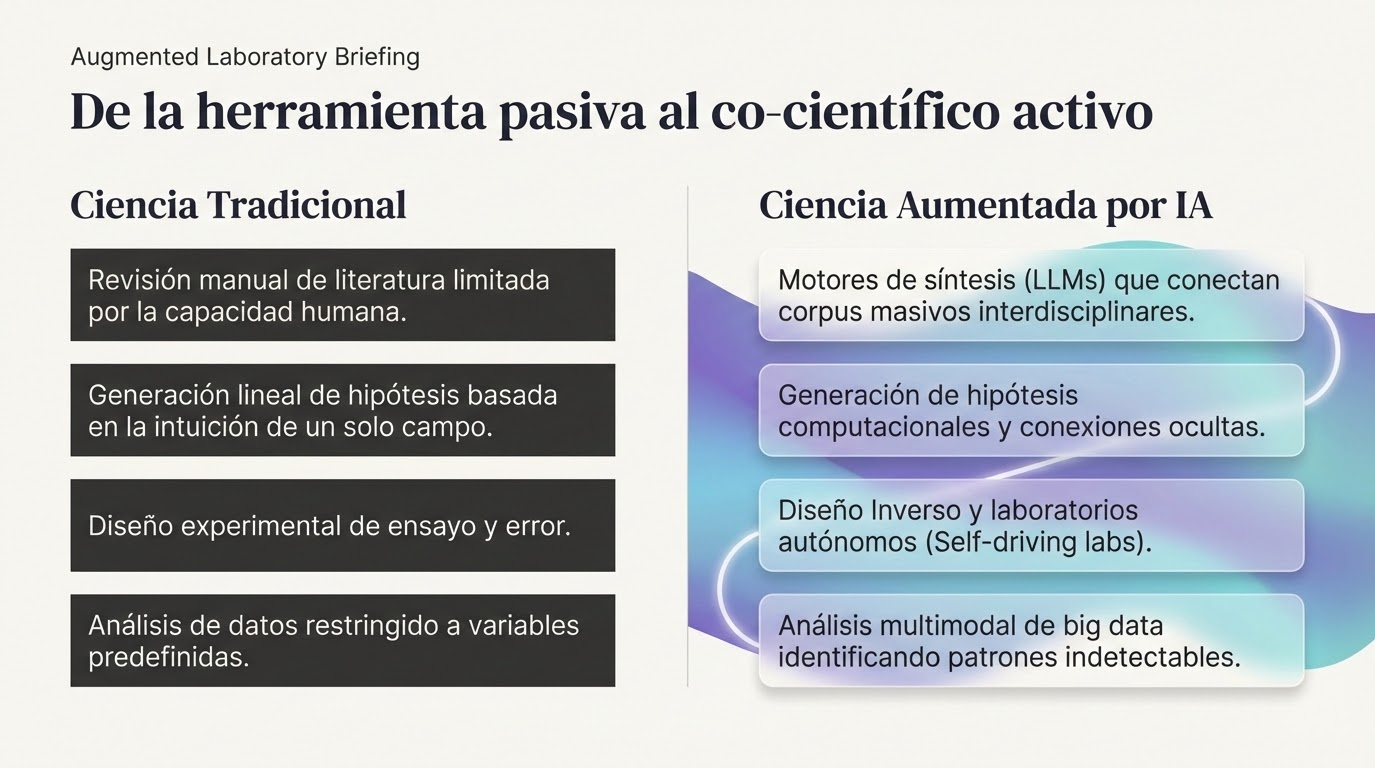 Augmented Laboratory Briefing
De la herramienta pasiva al co-científico activo
Ciencia Tradicional
Revisión manual de literatura limitada
por la capacidad humana.
Generación lineal de hipótesis basada
en la intuición de un solo campo.
Diseño experimental de ensayo y error.
Análisis de datos restringido a variables
predefinidas.
Ciencia Aumentada por IA
Motores de síntesis (LLMs) que conectan
corpus masivos interdisciplinares.
Generación de hipótesis
computacionales y conexiones ocultas.
Diseño Inverso y laboratorios
autónomos (Self-driving labs).
Análisis multimodal de big data
identificando patrones indetectables.